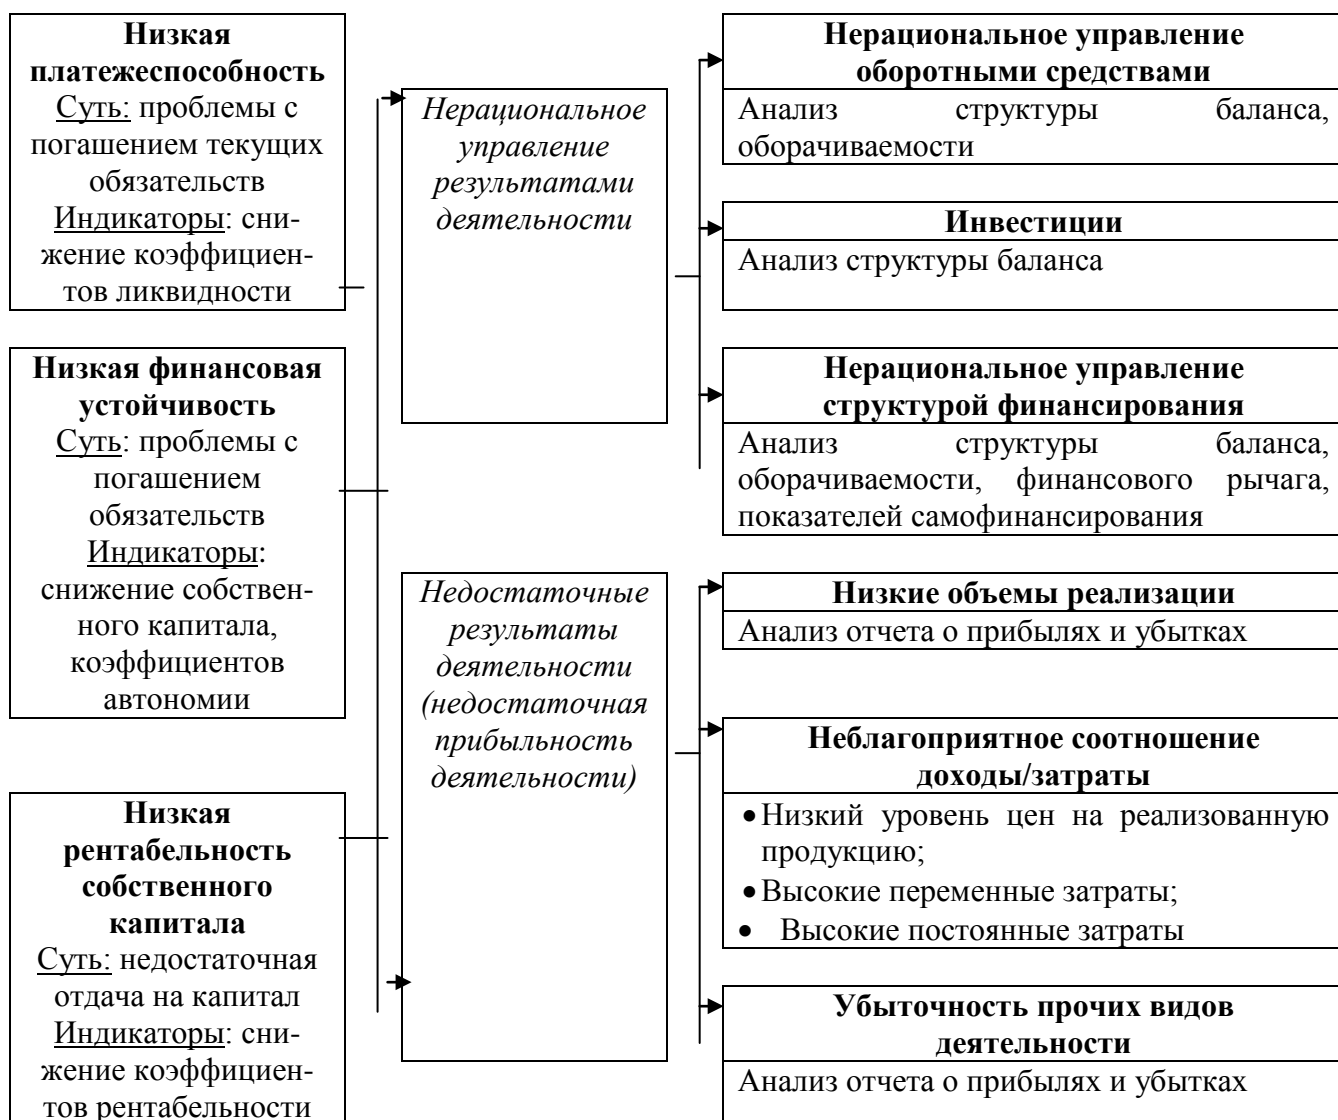 Низкая
платежеспособность
Суть: проблемы с
погашением текущих
обязательств
Индикаторы: сни-
жение коэффициен-
тов ликвидности
Низкая финансовая
устойчивость
Суть: проблемы с
погашением
обязательств
Индикаторы:
снижение собствен-
ного капитала,
коэффициентов
автономии
Низкая
рентабельность
собственного
капитала
Суть: недостаточная
отдача на капитал
Индикаторы: сни-
жение коэффициен-
тов рентабельности
Нерациональное
управление
результатами
деятельности
Недостаточные
результаты
деятельности
(недостаточная
прибыльность
деятельности)
Нерациональное управление
оборотными средствами
Анализ структуры баланса,
оборачиваемости
Инвестиции
Анализ структуры баланса
Нерациональное управление
структурой финансирования
Анализ структуры баланса,
оборачиваемости, финансового рычага,
показателей самофинансирования
Низкие объемы реализации
Анализ отчета о прибылях и убытках
Неблагоприятное соотношение
доходы/затраты
• Низкий уровень цен на реализованную
продукцию;
• Высокие переменные затраты;
• Высокие постоянные затраты
Убыточность прочих видов
деятельности
Анализ отчета о прибылях и убытках